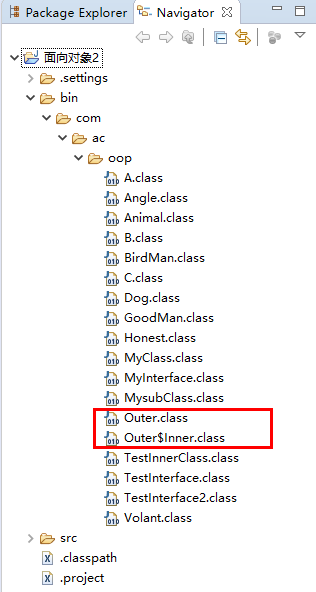 Package Explorer Navigator
面向对象2
.settings
bin
com
ac
oop
A.class
Angle.class
Animal.class
B.class
BirdMan.class
C.class
Dog.class
GoodMan.class
Honest.class
MyClass.class
MyInterface.class
MysubClass.class
Outer.class
Outer$Inner.class
TestInnerClass.class
TestInterface.class
TestInterface2.class
Volant.class
src
.classpath
.project